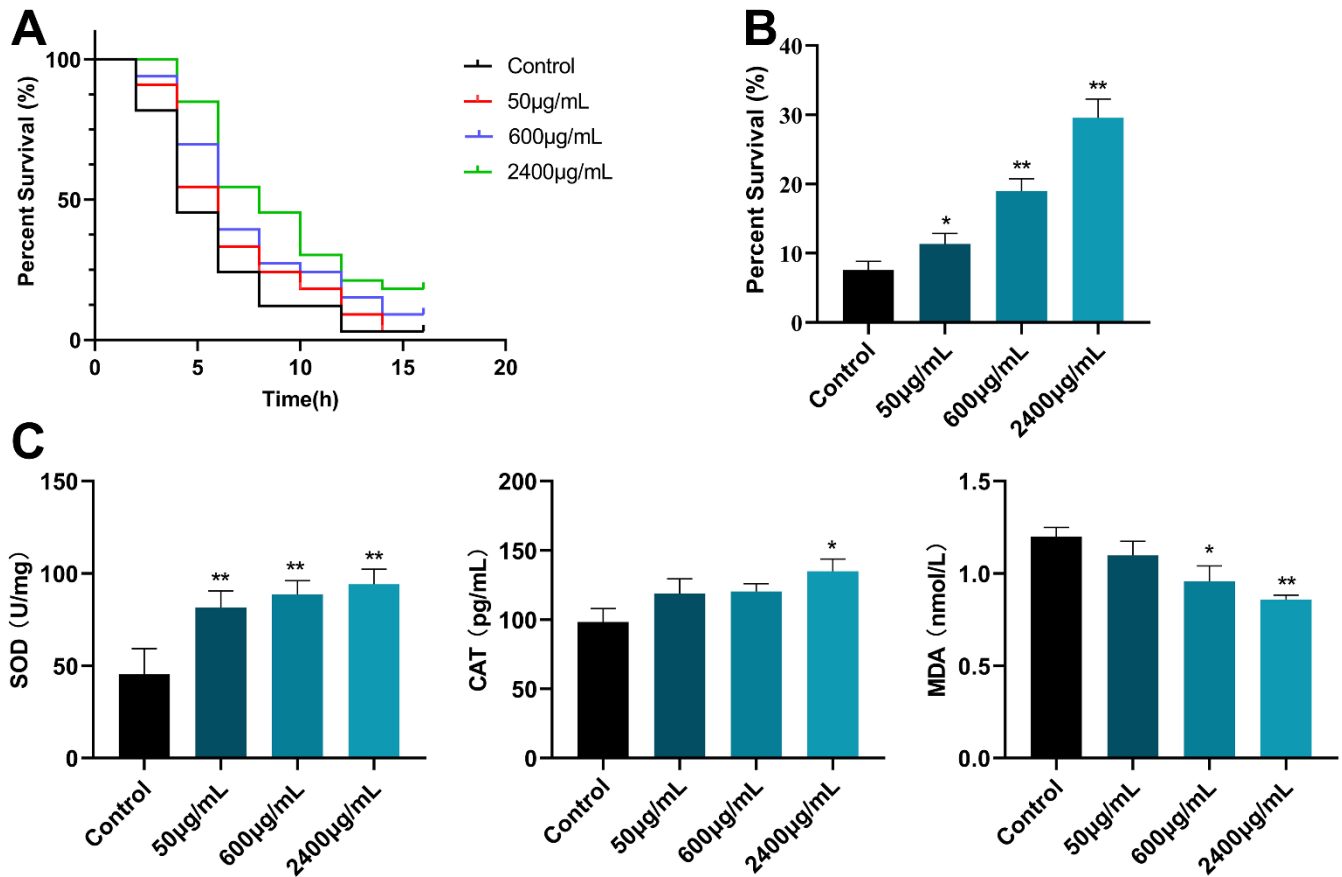 A
Percent Survival (%)
100
50
0
0 5 10 15 20
Time(h)
Control
50μg/mL
600μg/mL
2400μg/mL
B
Percent Survival (%)
40
30
20
10
0
*
**
**
Control
50μg/mL
600μg/mL
2400μg/mL
C
SOD (U/mg)
150
100
50
0
**
**
**
Control
50μg/mL
600μg/mL
2400μg/mL
CAT (pg/mL)
200
150
100
50
0
*
Control
50μg/mL
600μg/mL
2400μg/mL
MDA (nmol/L)
1.5
1.0
0.5
0.0
*
**
Control
50μg/mL
600μg/mL
2400μg/mL